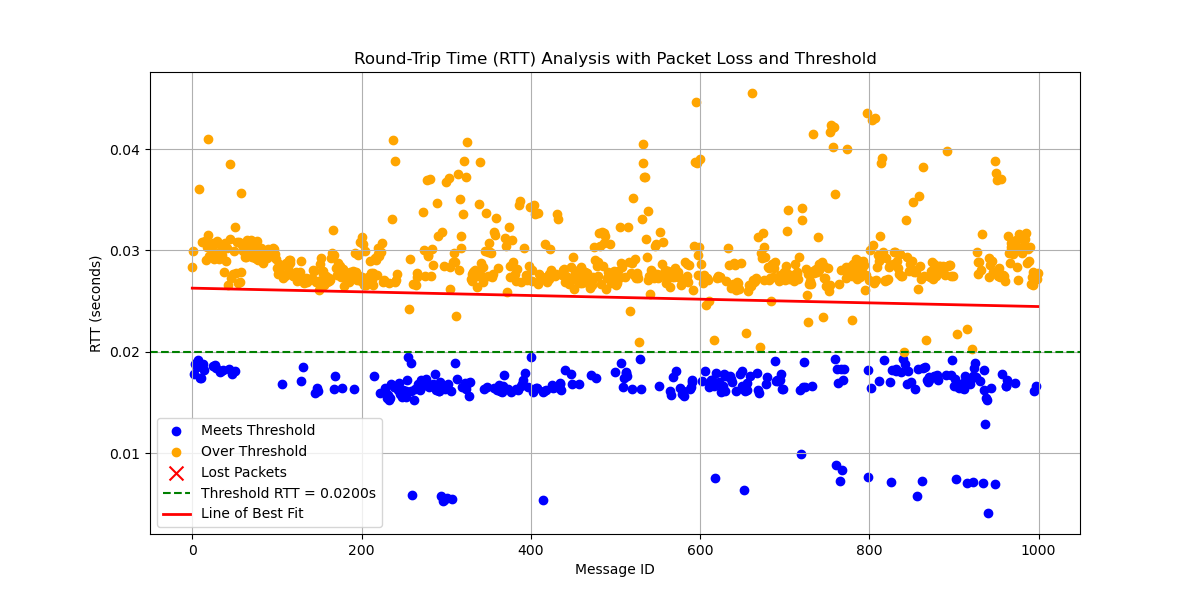 Round-Trip Time (RTT) Analysis with Packet Loss and Threshold
RTT (seconds)
0.04
0.03
0.02
0.01
Meets Threshold
Over Threshold
Lost Packets
Threshold RTT = 0.0200s
Line of Best Fit
0
200
400
600
800
1000
Message ID